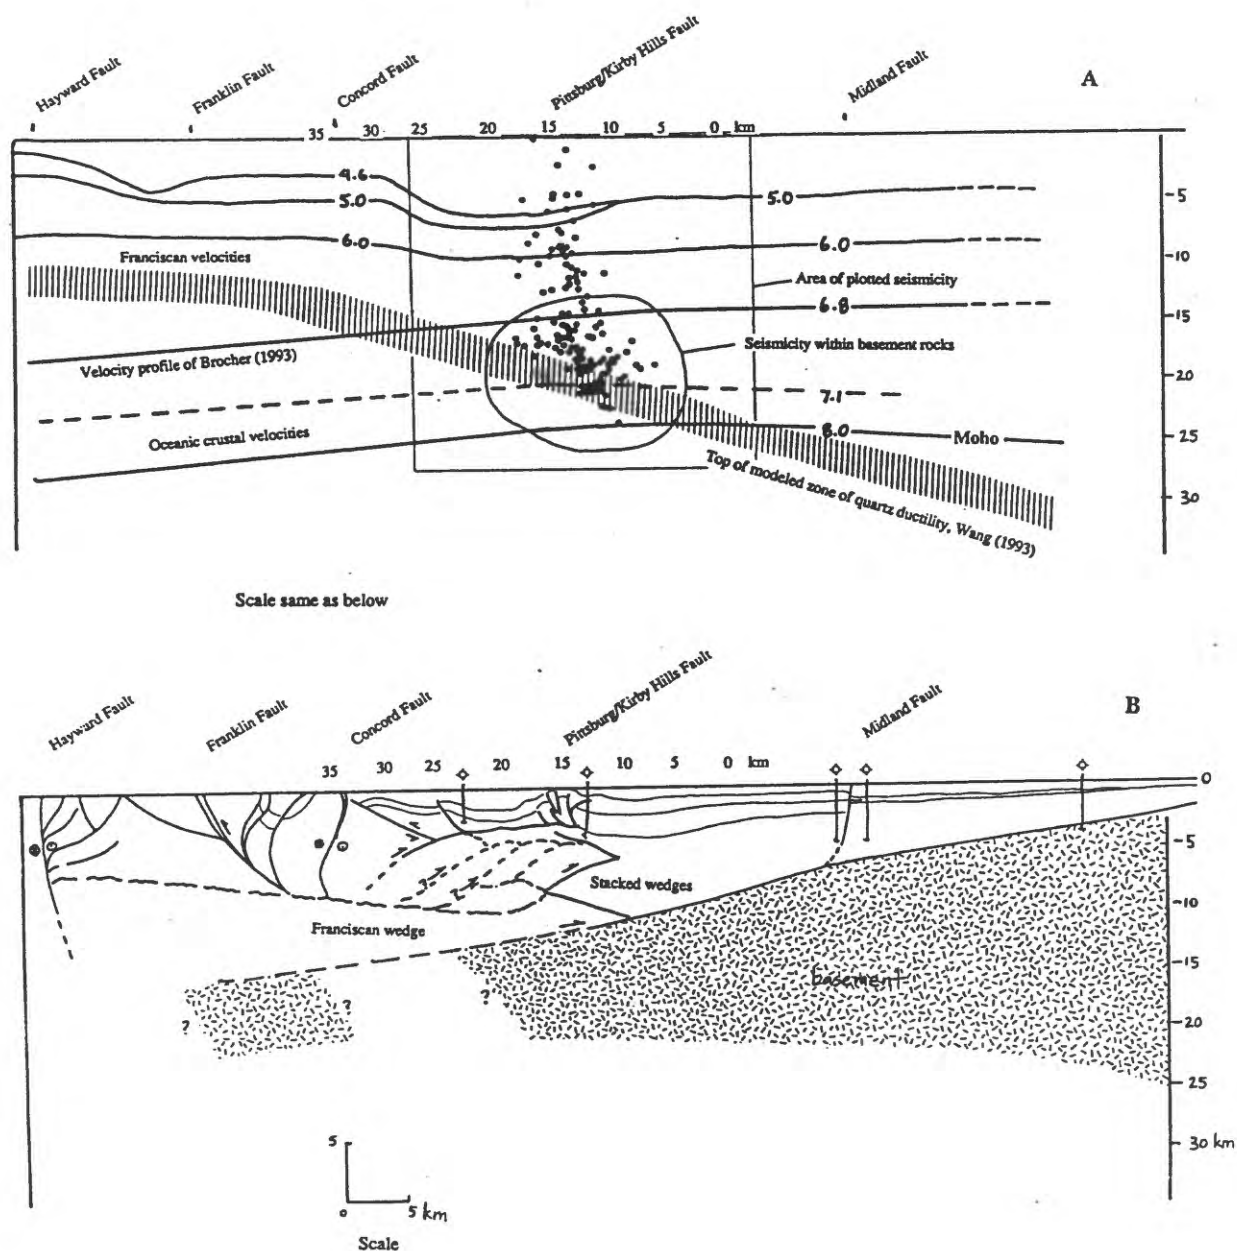 Hayward Fault
Franklin Fault
Concord Fault
Pittsburg/Kirby Hills Fault
Midland Fault
A
35 30 25 20 15 10 5 0 km
4.6
5.0
5.0
5
6.0
6.0
10
Franciscan velocities
Area of plotted seismicity
6.8
15
Seismicity within basement rocks
Velocity profile of Brocher (1993)
20
7.1
Oceanic crustal velocities
8.0
Moho
25
Top of modeled zone of quartz ductility, Wang (1993)
30
Scale same as below
Hayward Fault
Franklin Fault
Concord Fault
Pittsburg/Kirby Hills Fault
Midland Fault
B
35 30 25 20 15 10 5 0 km
0
5
Stacked wedges
10
Franciscan wedge
15
basement
?
?
?
20
25
30 km
5
0 5 km
Scale